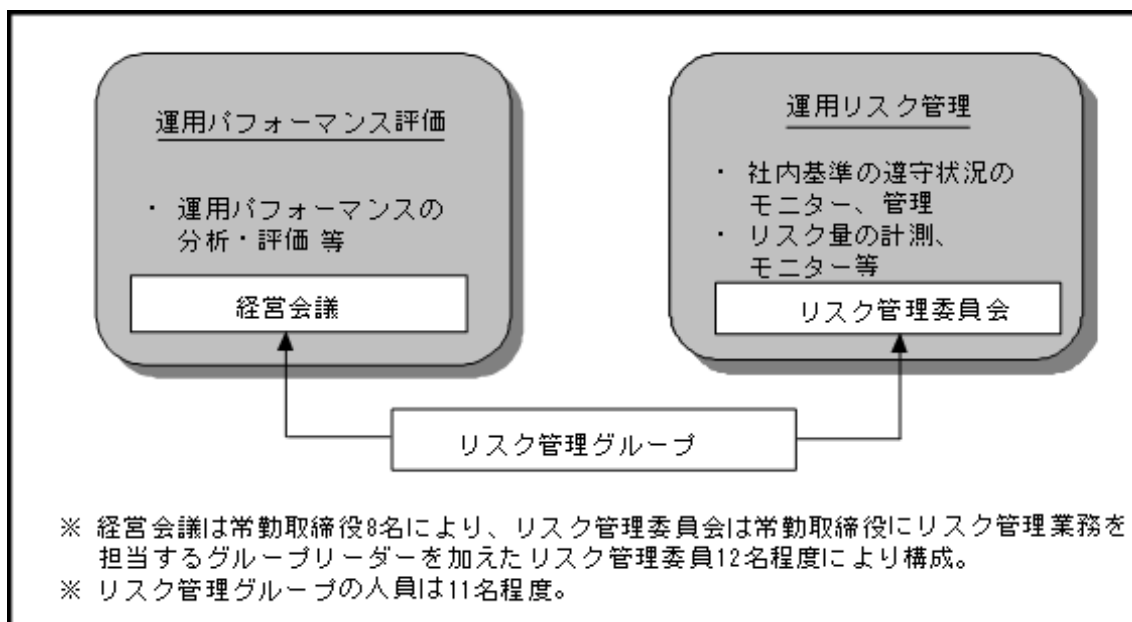 運用パフォーマンス評価
・ 運用パフォーマンスの
分析・評価 等
経営会議
運用リスク管理
・ 社内基準の遵守状況の
モニター、管理
・ リスク量の計測、
モニター等
リスク管理委員会
リスク管理グループ
※ 経営会議は常勤取締役8名により、リスク管理委員会は常勤取締役にリスク管理業務を
担当するグループリーダーを加えたリスク管理委員12名程度により構成。
※ リスク管理グループの人員は11名程度。